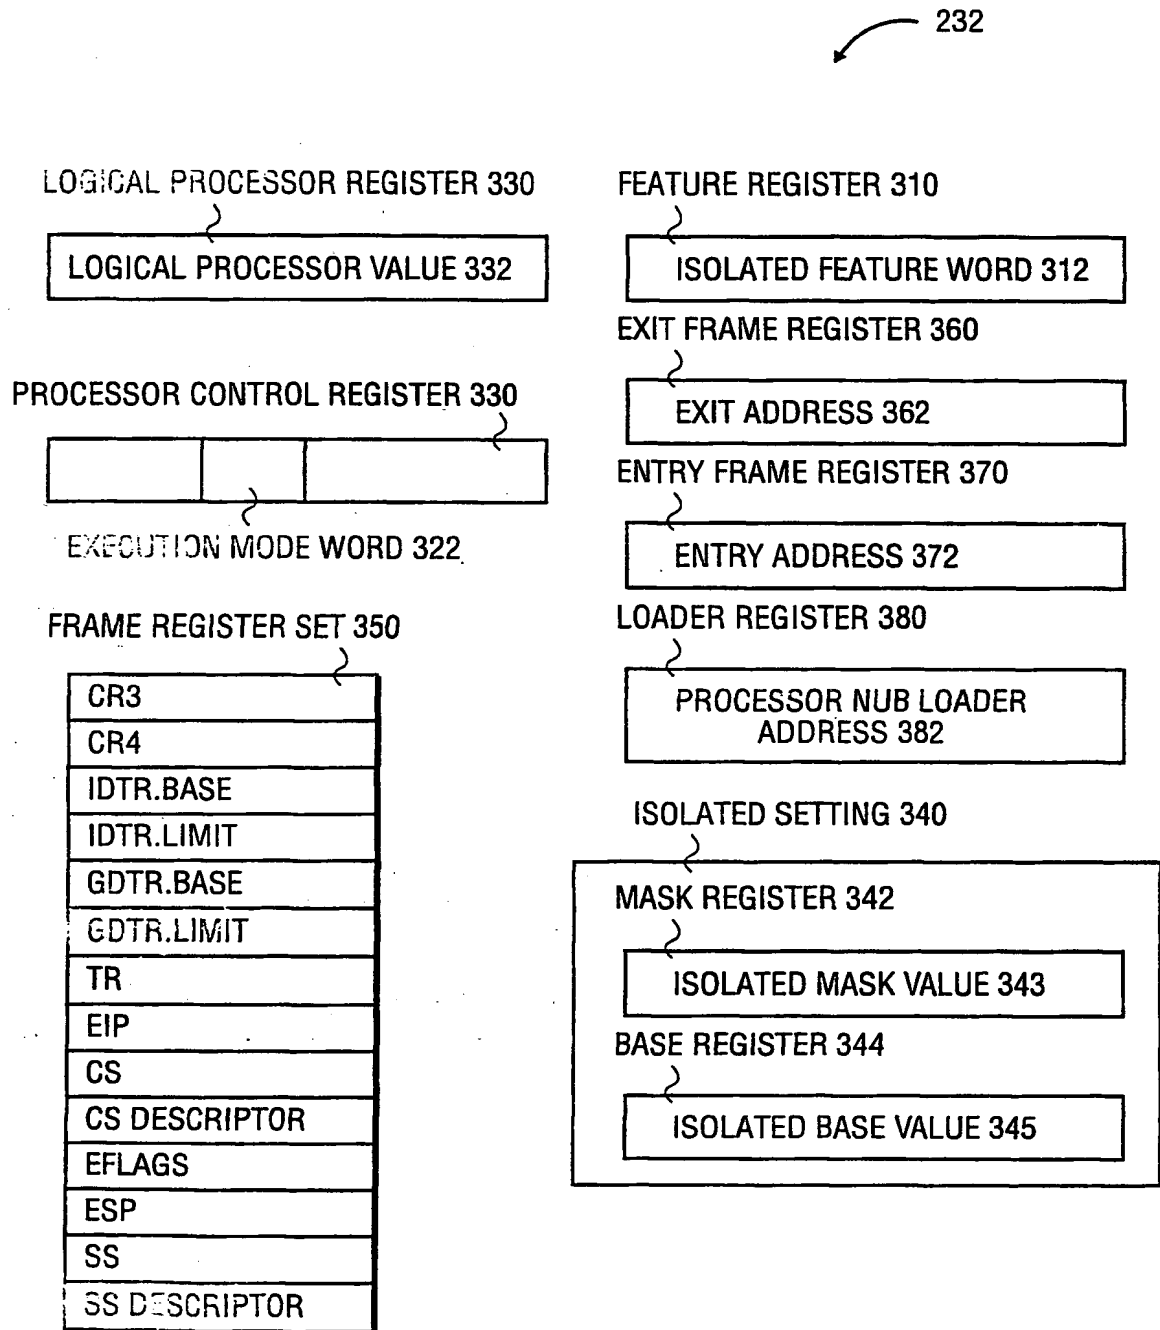 232
LOGICAL PROCESSOR REGISTER 330
LOGICAL PROCESSOR VALUE 332
PROCESSOR CONTROL REGISTER 330
EXECUTION MODE WORD 322
FRAME REGISTER SET 350
CR3
CR4
IDTR.BASE
IDTR.LIMIT
GDTR.BASE
GDTR.LIMIT
TR
EIP
CS
CS DESCRIPTOR
EFLAGS
ESP
SS
SS DESCRIPTOR
FEATURE REGISTER 310
ISOLATED FEATURE WORD 312
EXIT FRAME REGISTER 360
EXIT ADDRESS 362
ENTRY FRAME REGISTER 370
ENTRY ADDRESS 372
LOADER REGISTER 380
PROCESSOR NUB LOADER
ADDRESS 382
ISOLATED SETTING 340
MASK REGISTER 342
ISOLATED MASK VALUE 343
BASE REGISTER 344
ISOLATED BASE VALUE 345